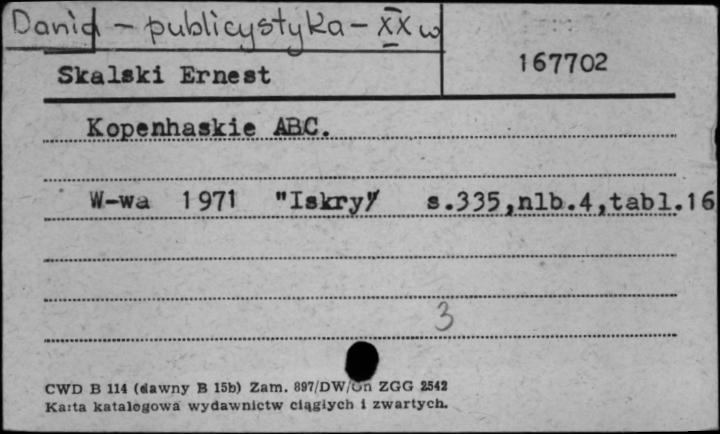 Dania - publicystyka - XX w
Skalski Ernest
167702
Kopenhaskie ABC.
W-wa 1971 "Iskry" s.335,nlb.4,tabl.16
3
CWD B 114 (dawny B 15b) Zam. 897/DW/Gn ZGG 2542
Karta katalogowa wydawnictw ciągłych i zwartych.